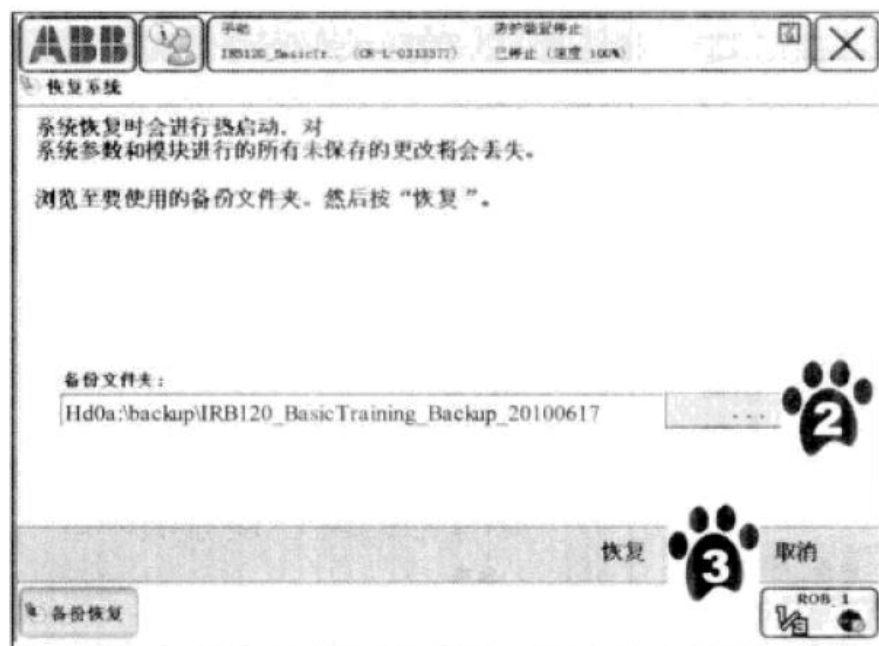 ABB
手动
防护装置停止
IRB120_BasicTr.. (CR-L-0313377)
已停止 (速度 100%)
恢复系统
系统恢复时会进行热启动，对
系统参数和模块进行的所有未保存的更改将会丢失。
浏览至要使用的备份文件夹。然后按“恢复”。
备份文件夹：
Hd0a:\backup\IRB120_BasicTraining_Backup_20100617
...
2
恢复
3
取消
备份恢复
ROB_1